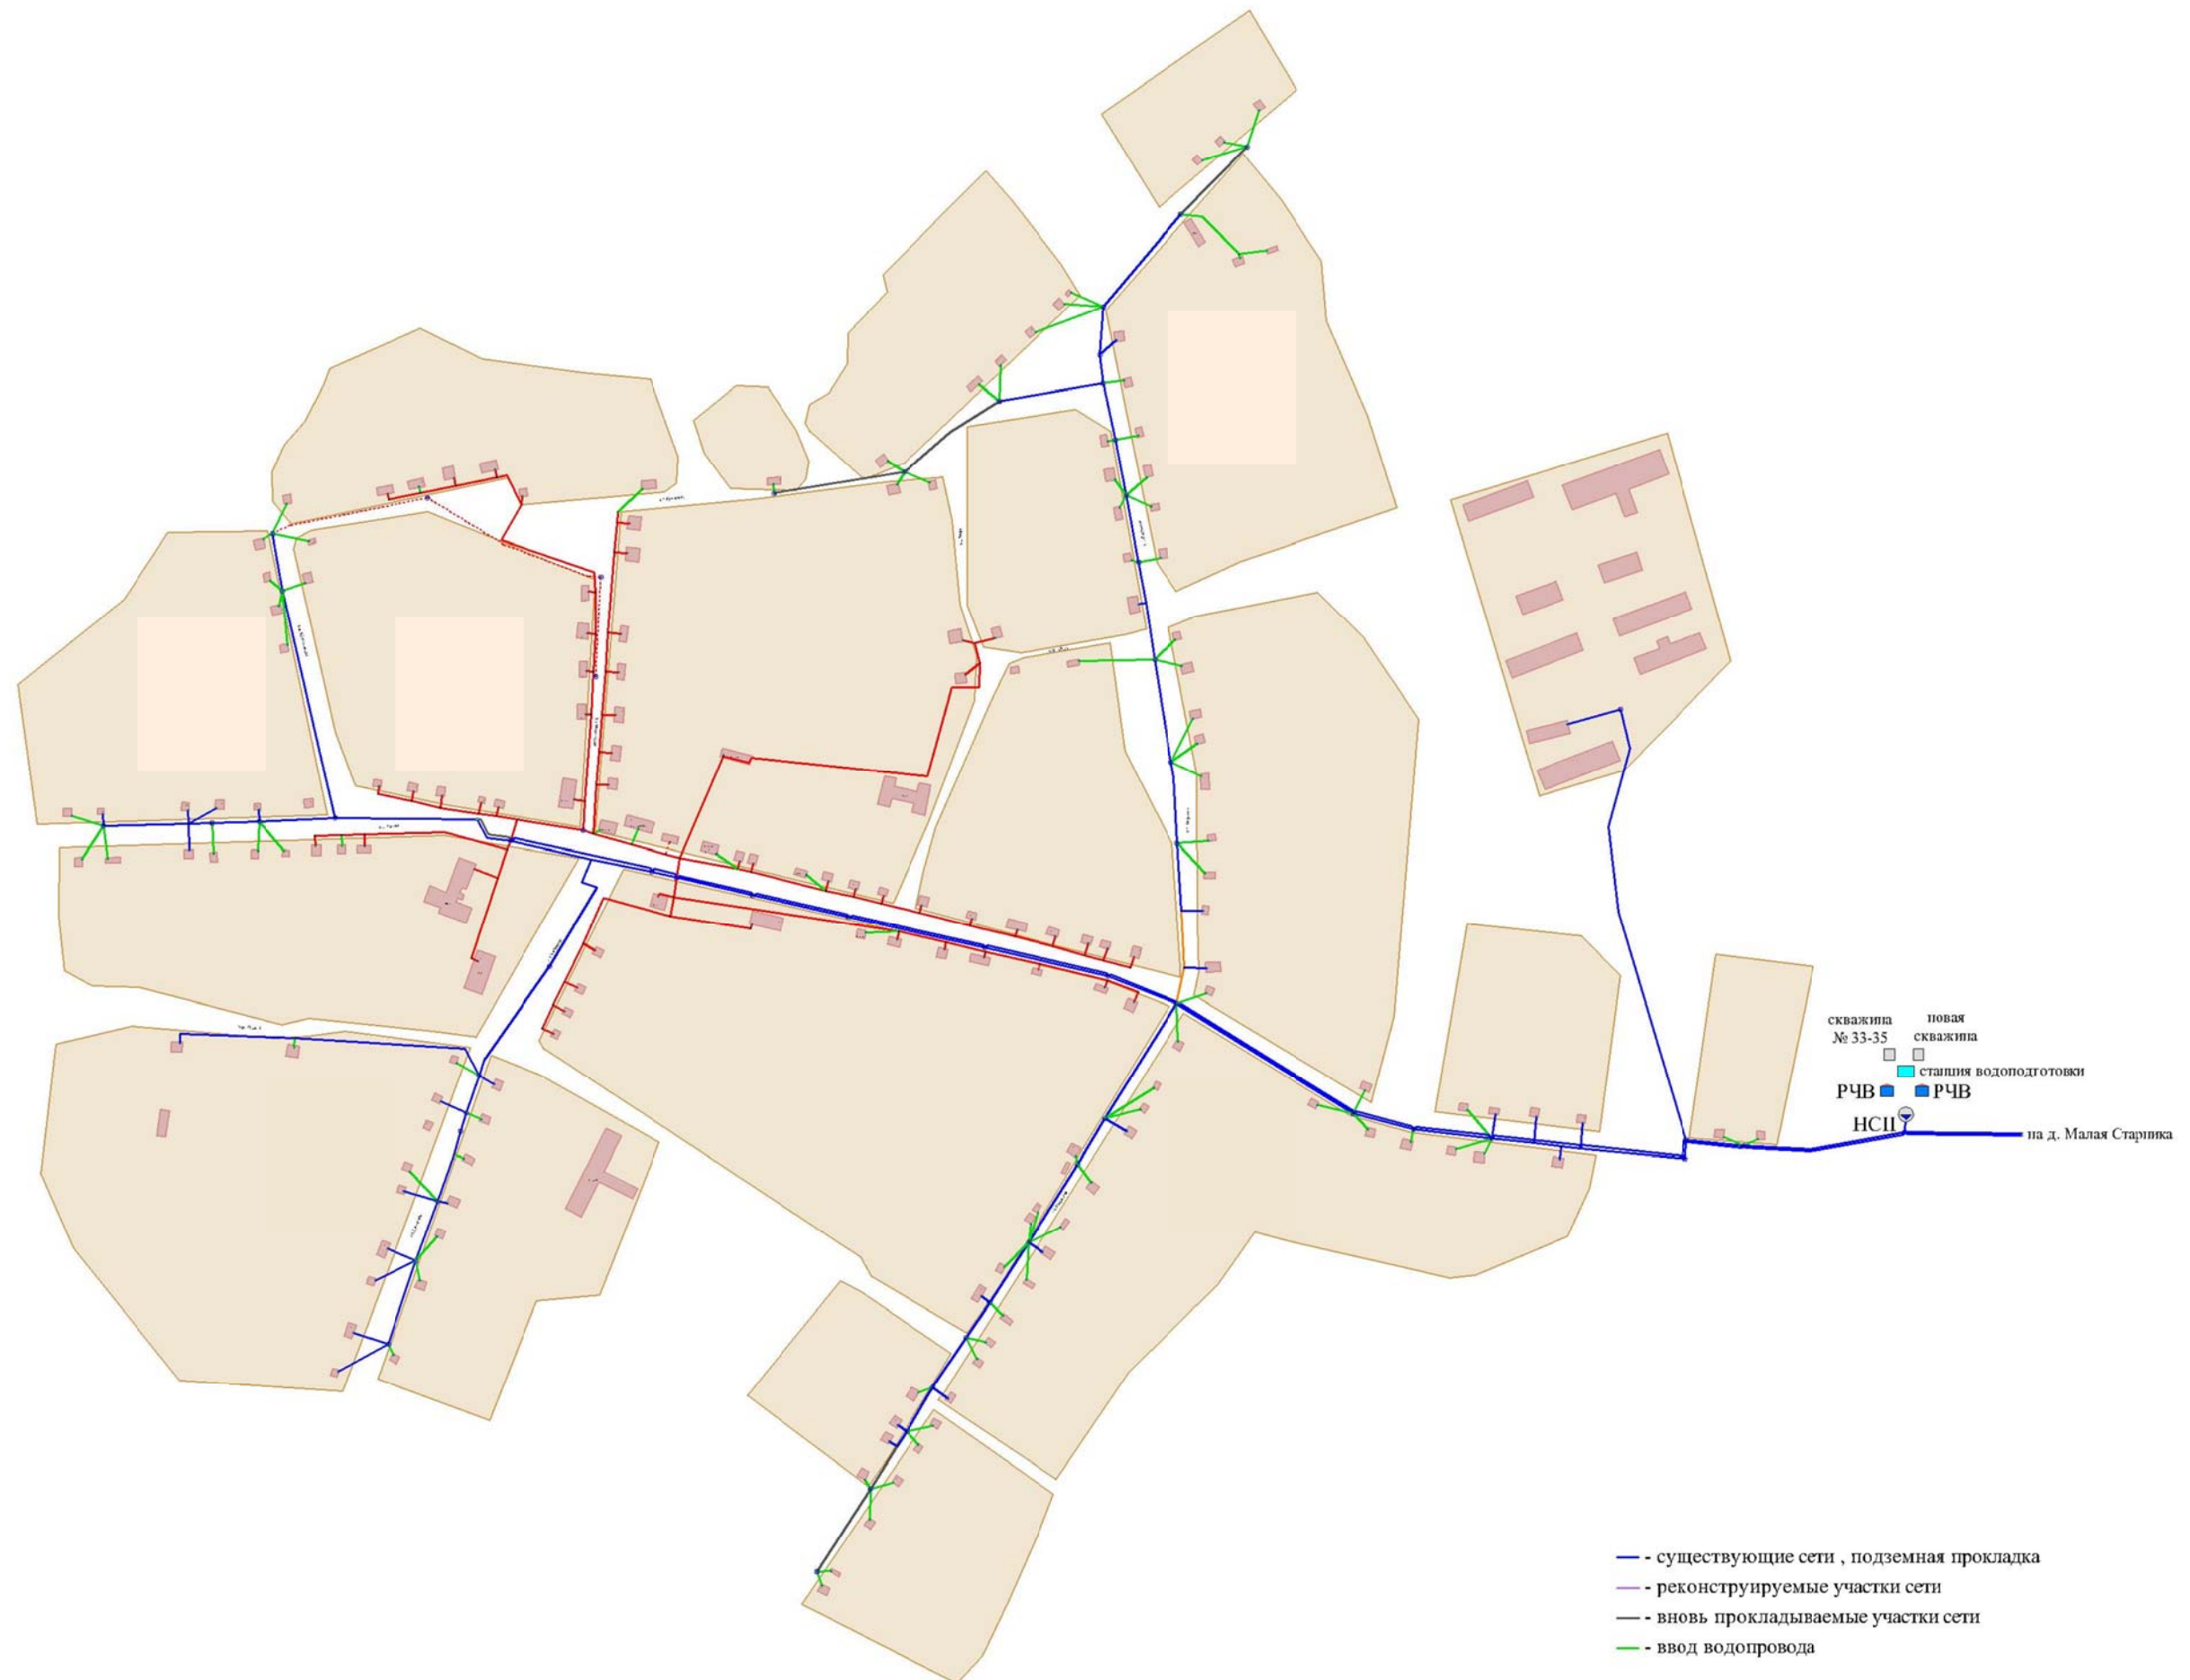 скважина
№ 33-35
новая
скважина
станция водоподготовки
РЧВ
РЧВ
НСII
на д. Малая Старника
- существующие сети , подземная прокладка
- реконструируемые участки сети
- вновь прокладываемые участки сети
- ввод водопровода